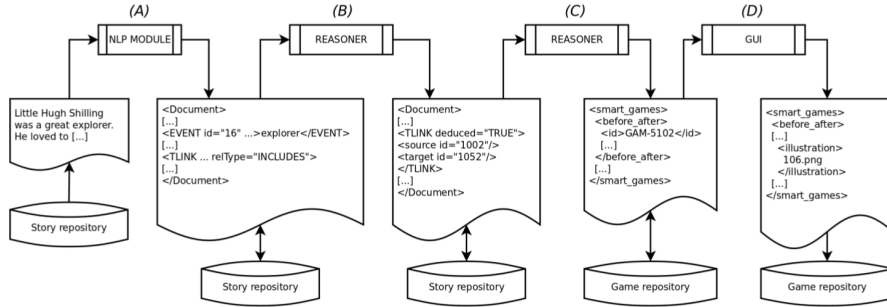 (A)
(B)
(C)
(D)
NLP MODULE
REASONER
REASONER
GUI
Little Hugh Shilling
was a great explorer.
He loved to [...]
Story repository
<Document>
[...]
<EVENT id="16" ...>explorer</EVENT>
[...]
<TLINK ... relType="INCLUDES">
[...]
</Document>
Story repository
<Document>
[...]
<TLINK deduced="TRUE">
<source id="1002"/>
<target id="1052"/>
</TLINK>
[...]
</Document>
Story repository
<smart_games>
<before_after>
<id>GAM-5102</id>
[...]
</before_after>
[...]
</smart_games>
Game repository
<smart_games>
<before_after>
[...]
<illustration>
106.png
</illustration>
[...]
</smart_games>
Game repository